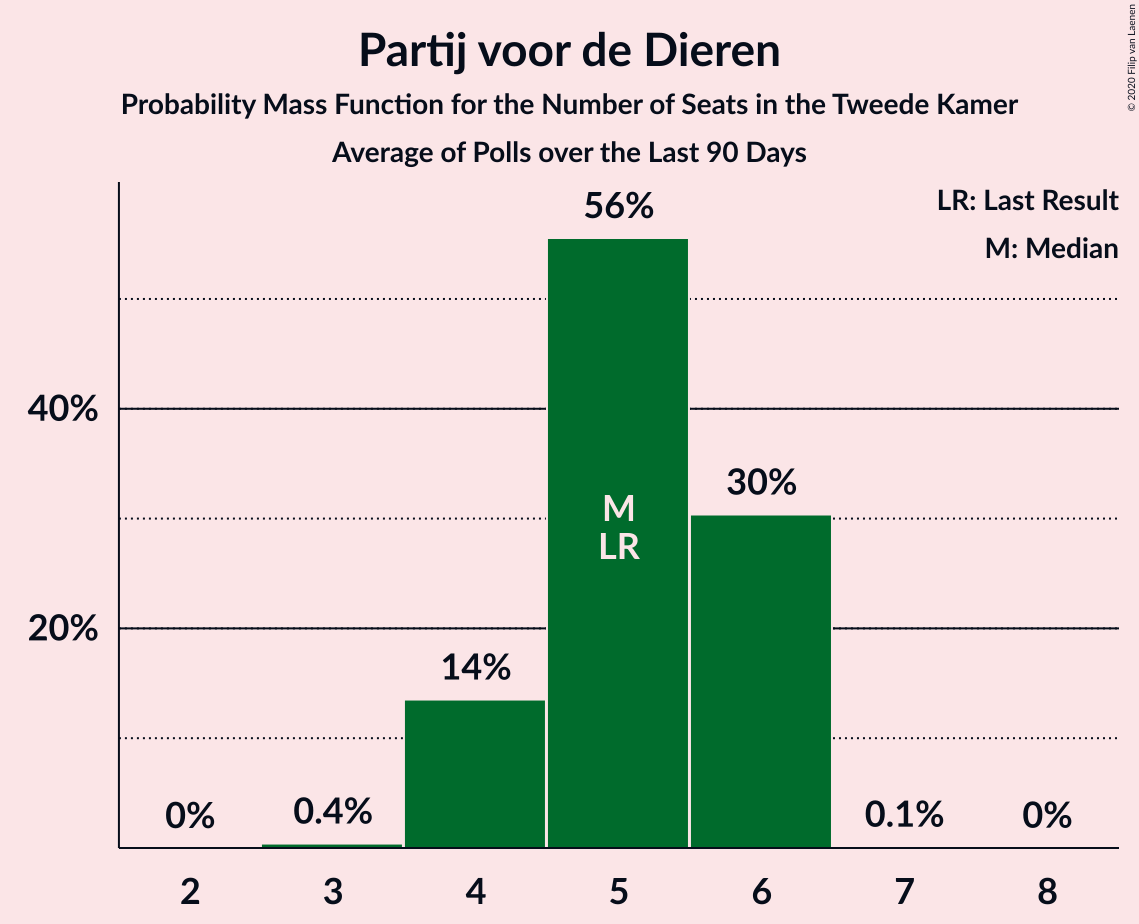 Partij voor de Dieren
Probability Mass Function for the Number of Seats in the Tweede Kamer
Average of Polls over the Last 90 Days
© 2020 Filip van Laenen
LR: Last Result
M: Median
56%
40%
30%
M
LR
20%
14%
0%
0.4%
0.1%
0%
2 3 4 5 6 7 8